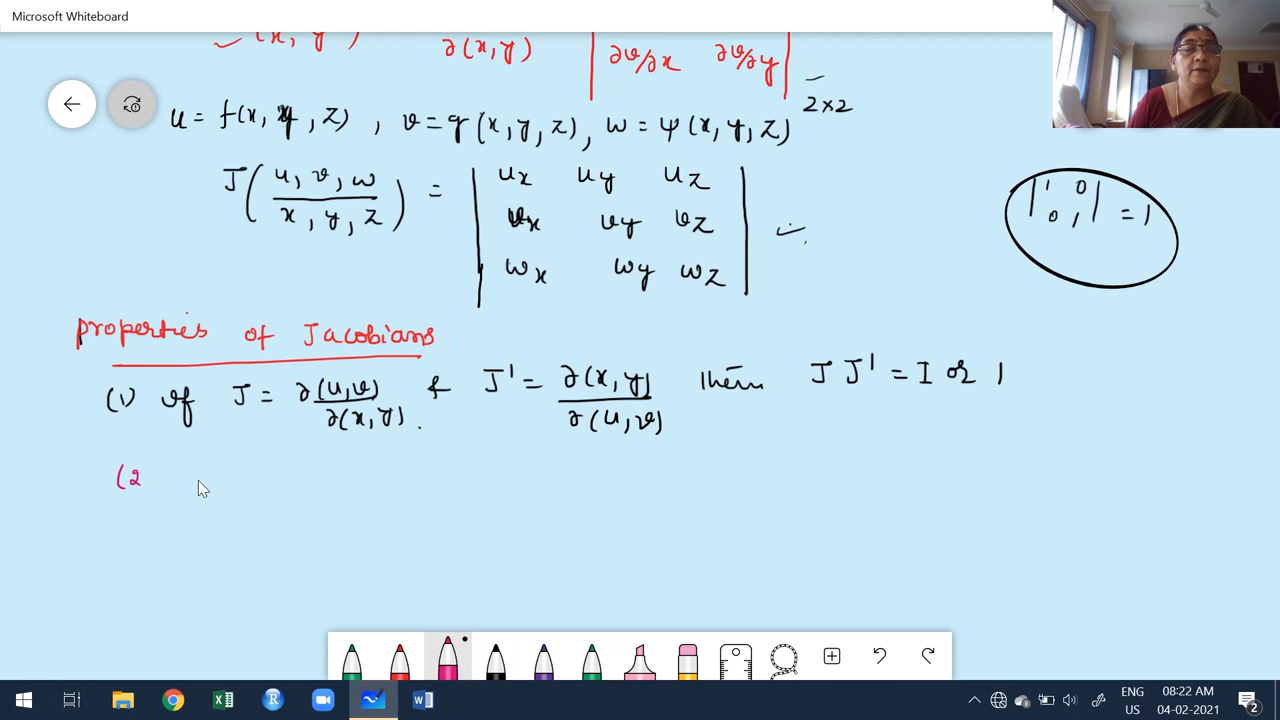 Microsoft Whiteboard
(x, y) ∂(x, y) | ∂v/∂x ∂v/∂y |
2×2
u = f(x, y, z), v = g(x, y, z), w = ψ(x, y, z)
J(u, v, w / x, y, z) = | ux uy uz |
| vx vy vz |
| wx wy wz |
| 1 0 |
| 0 1 | = 1
properties of Jacobians
(1) If J = ∂(u,v)/∂(x,y) & J' = ∂(x,y)/∂(u,v) then J J' = I or 1
(2
ENG
US
08:22 AM
04-02-2021
2